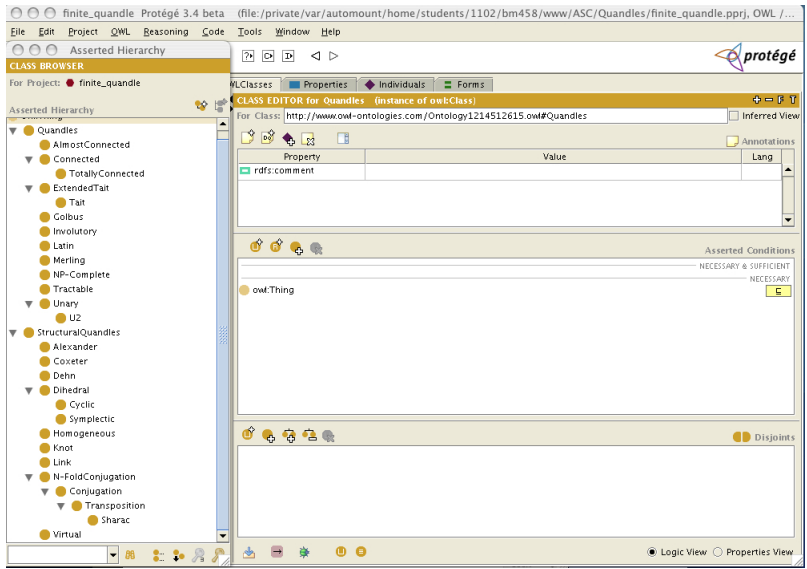 finite_quandle Protégé 3.4 beta (file:/private/var/automount/home/students/1102/bm458/www/ASC/Quandles/finite_quandle.pprj, OWL /...
File Edit Project OWL Reasoning Code Tools Window Help
Asserted Hierarchy
protégé
CLASS BROWSER
For Project: finite_quandle
WLClasses Properties Individuals Forms
Asserted Hierarchy
CLASS EDITOR for Quandles (instance of owl:Class)
For Class: http://www.owl-ontologies.com/Ontology1214512615.owl#Quandles Inferred View
Annotations
Property Value Lang
rdfs:comment
Quandles
AlmostConnected
Connected
TotallyConnected
ExtendedTait
Tait
Golbus
Involutory
Latin
Merling
NP-Complete
Tractable
Unary
U2
StructuralQuandles
Alexander
Coxeter
Dehn
Dihedral
Cyclic
Symplectic
Homogeneous
Knot
Link
N-FoldConjugation
Conjugation
Transposition
Sharac
Virtual
Asserted Conditions
NECESSARY & SUFFICIENT
NECESSARY
owl:Thing ⊑
Disjoints
Logic View Properties View